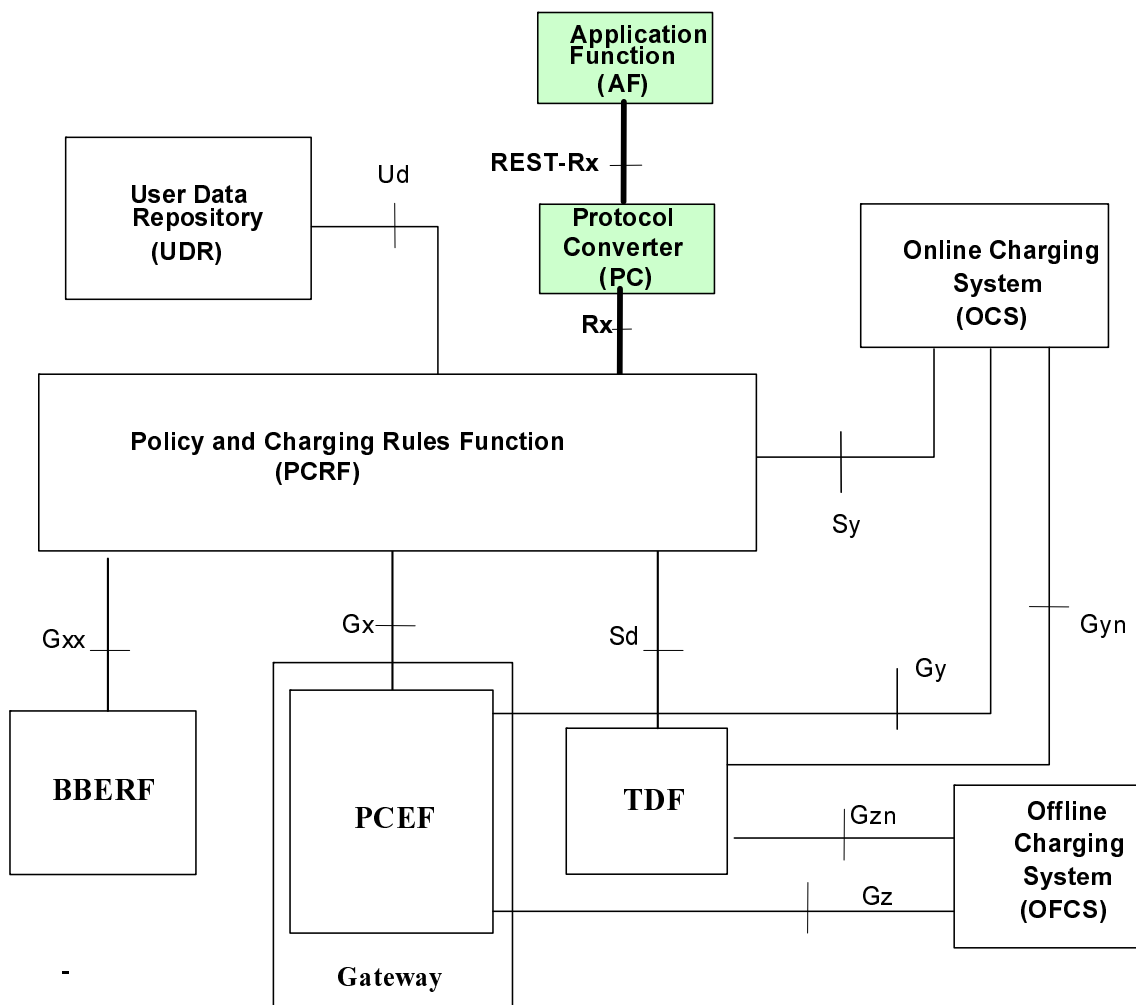 Application
Function
(AF)
REST-Rx
User Data
Repository
(UDR)
Ud
Protocol
Converter
(PC)
Online Charging
System
(OCS)
Rx
Policy and Charging Rules Function
(PCRF)
Sy
Gxx
Gx
Sd
Gyn
Gy
BBERF
PCEF
TDF
Gzn
Offline
Charging
System
(OFCS)
Gz
Gateway
-